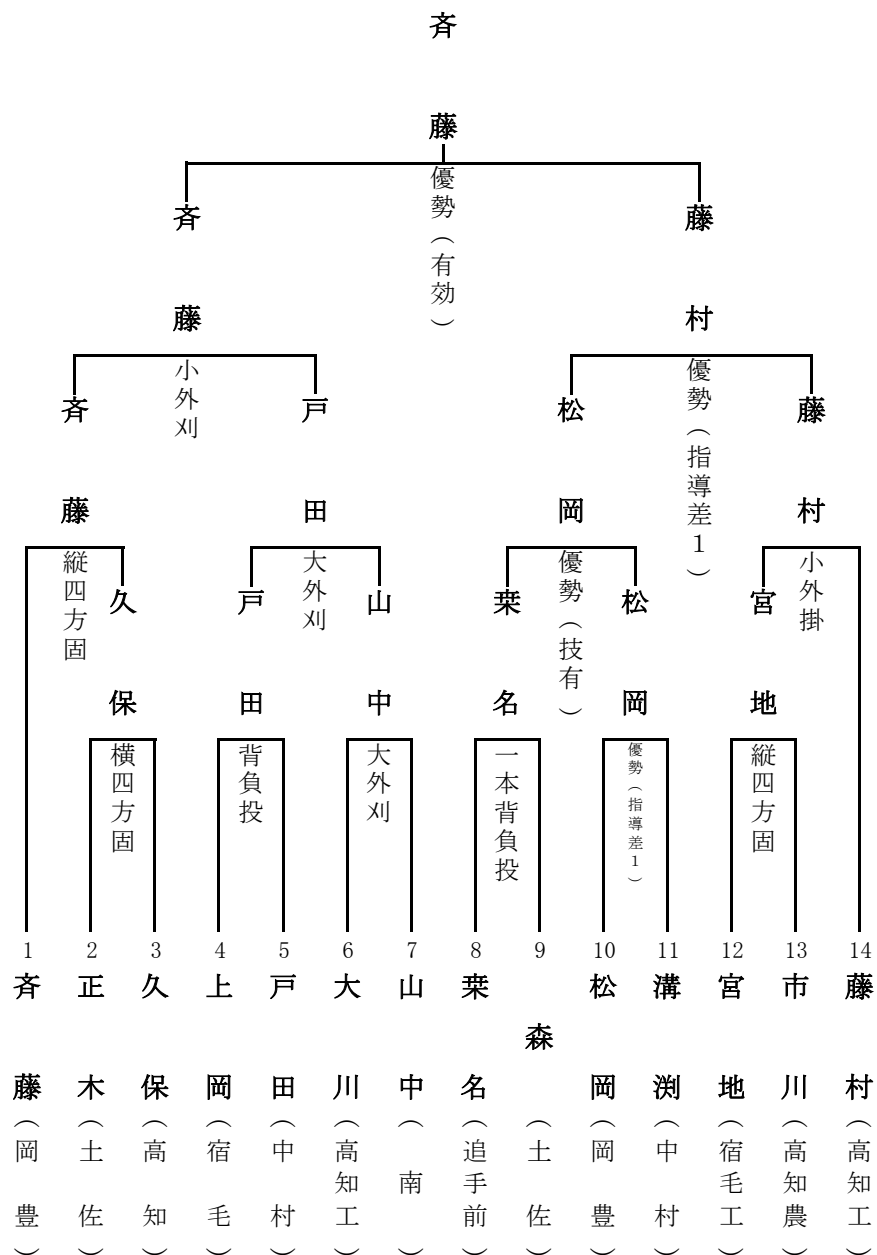 斉藤
優勢（有効）
斉藤
藤村
小外刈
優勢（指導差１）
斉藤
戸田
松岡
藤村
縦四方固
大外刈
優勢（技有）
小外掛
久保
戸田
山中
栞名
松岡
宮地
横四方固
背負投
大外刈
一本背負投
優勢（指導差１）
縦四方固
1 斉藤（岡豊）
2 正木（土佐）
3 久保（高知）
4 上岡（宿毛）
5 戸田（中村）
6 大川（高知工）
7 山中（南）
8 栞名（追手前）
9 森（土佐）
10 松岡（岡豊）
11 溝渕（中村）
12 宮地（宿毛工）
13 市川（高知農）
14 藤村（高知工）